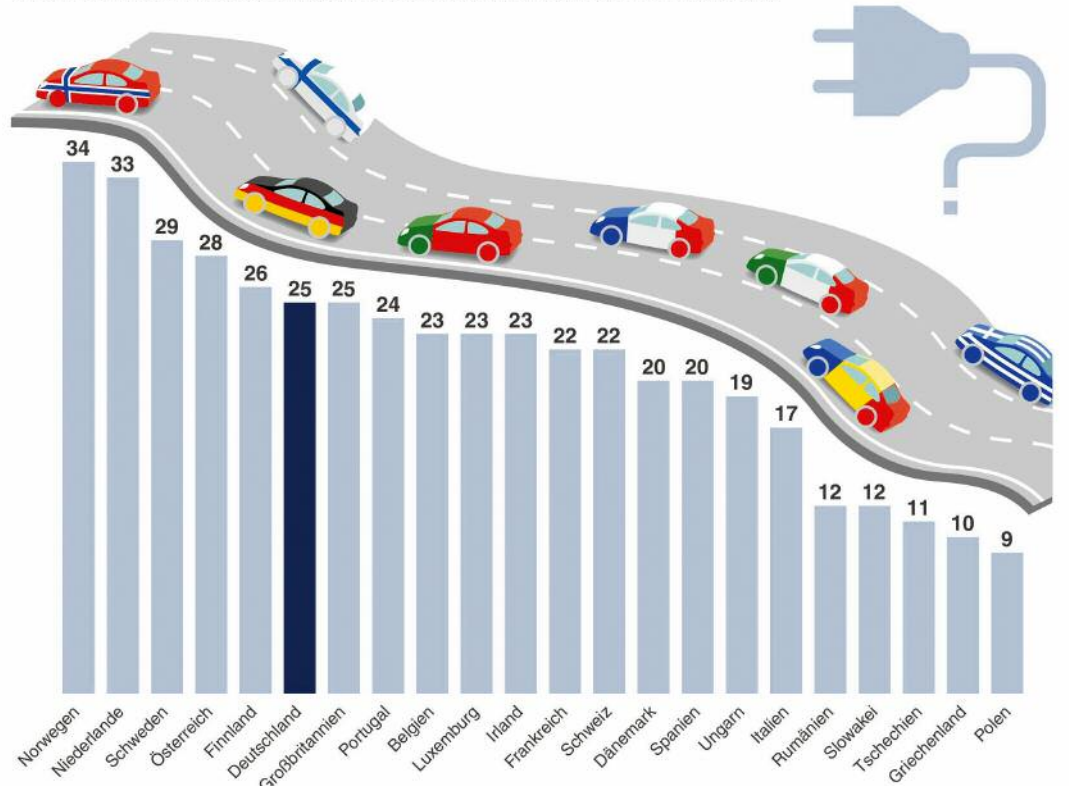 34
33
29
28
26
25
25
24
23
23
23
22
22
20
20
19
17
12
12
11
10
9
Norwegen
Niederlande
Schweden
Österreich
Finnland
Deutschland
Großbritannien
Portugal
Belgien
Luxemburg
Irland
Frankreich
Schweiz
Dänemark
Spanien
Ungarn
Italien
Rumänien
Slowakei
Tschechien
Griechenland
Polen